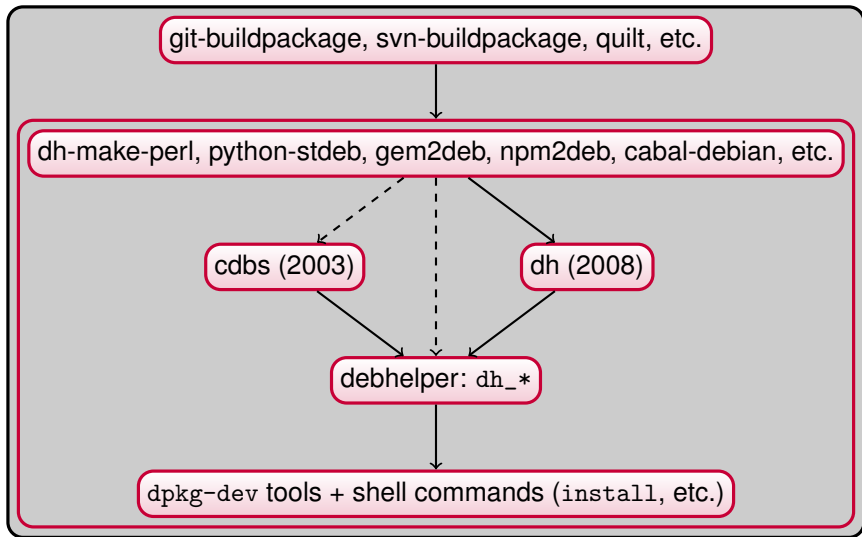 git-buildpackage, svn-buildpackage, quilt, etc.
dh-make-perl, python-stdeb, gem2deb, npm2deb, cabal-debian, etc.
cdbs (2003)
dh (2008)
debhelper: dh_*
dpkg-dev tools + shell commands (install, etc.)